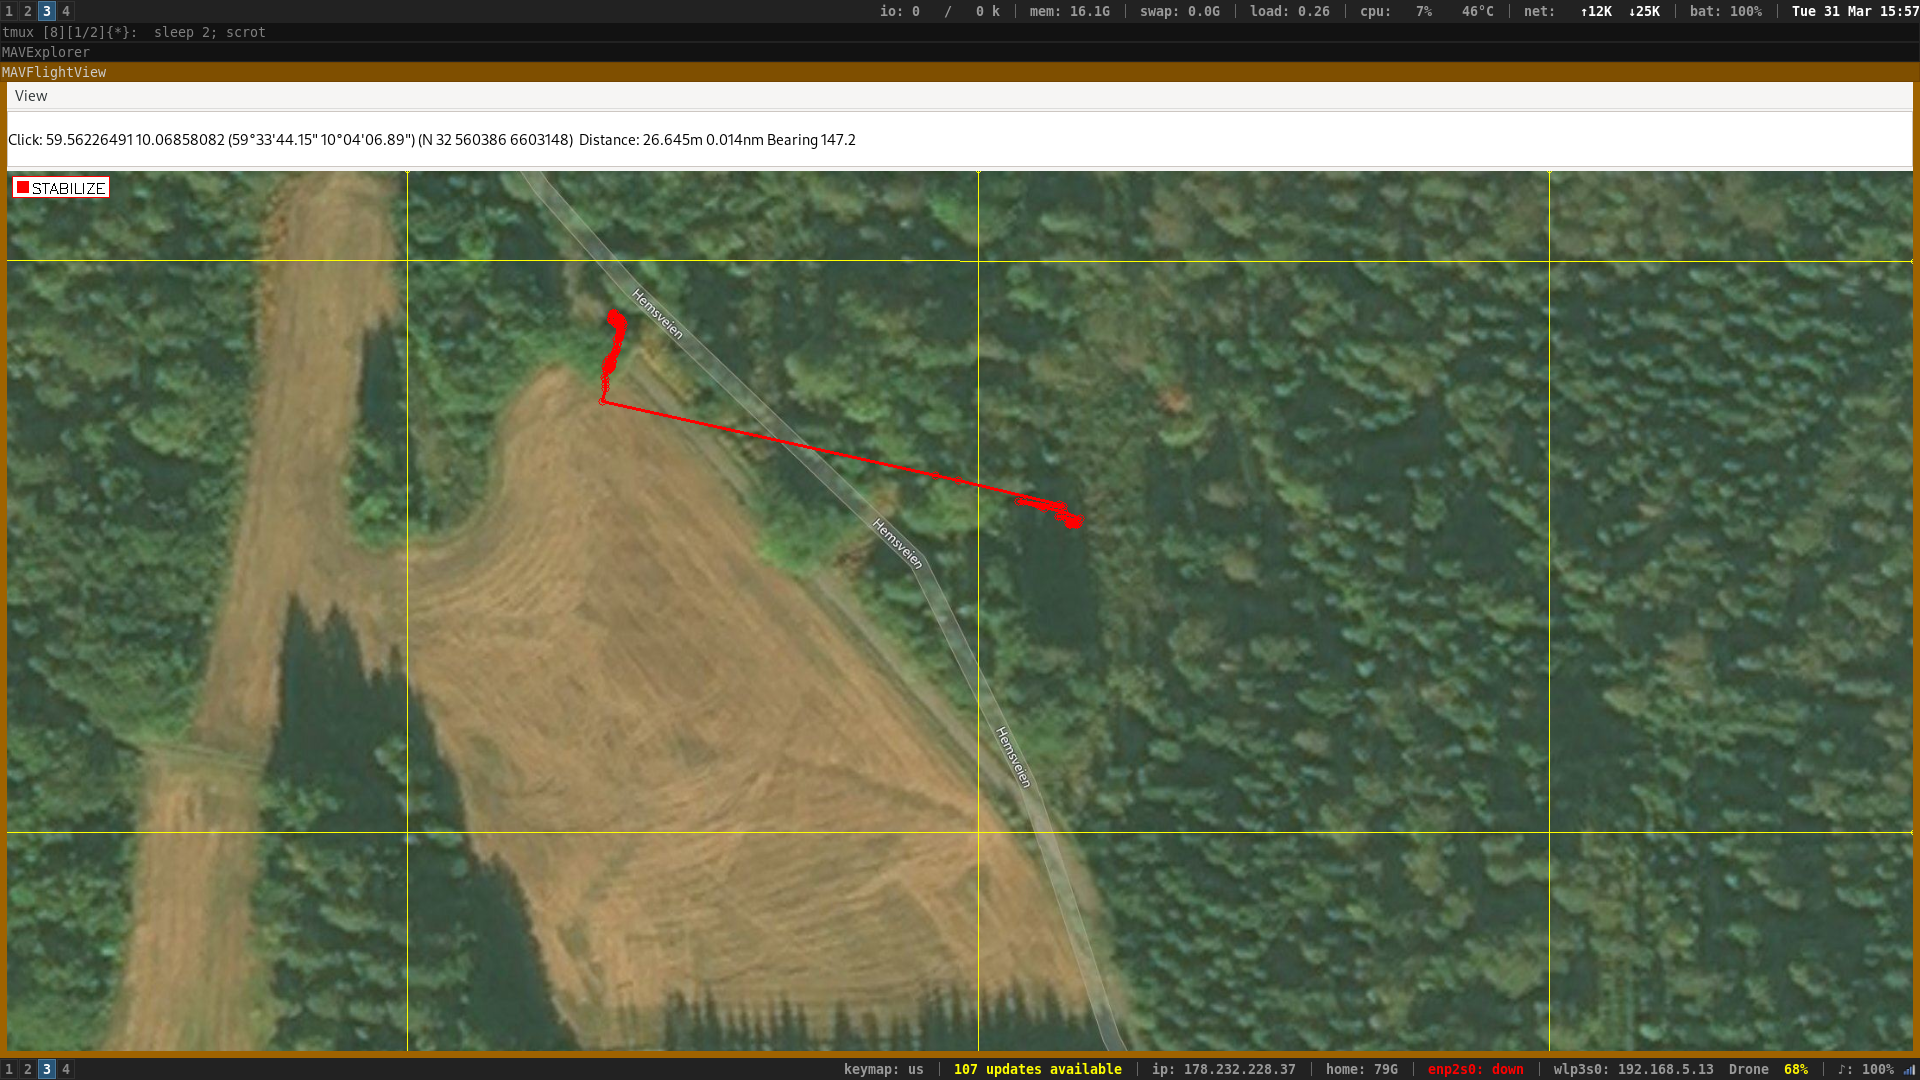 1 2 3 4 io: 0 / 0 k | mem: 16.1G | swap: 0.0G | load: 0.26 | cpu: 7% 46°C | net: ↑12K ↓25K | bat: 100% | Tue 31 Mar 15:57
tmux [8][1/2]{*}: sleep 2; scrot
MAVExplorer
MAVFlightView
View
Click: 59.56226491 10.06858082 (59°33'44.15" 10°04'06.89") (N 32 560386 6603148) Distance: 26.645m 0.014nm Bearing 147.2
STABILIZE
Hemsveien
Hemsveien
Hemsveien
1 2 3 4 keymap: us | 107 updates available | ip: 178.232.228.37 | home: 79G | enp2s0: down | wlp3s0: 192.168.5.13 Drone 68% | ♪: 100%